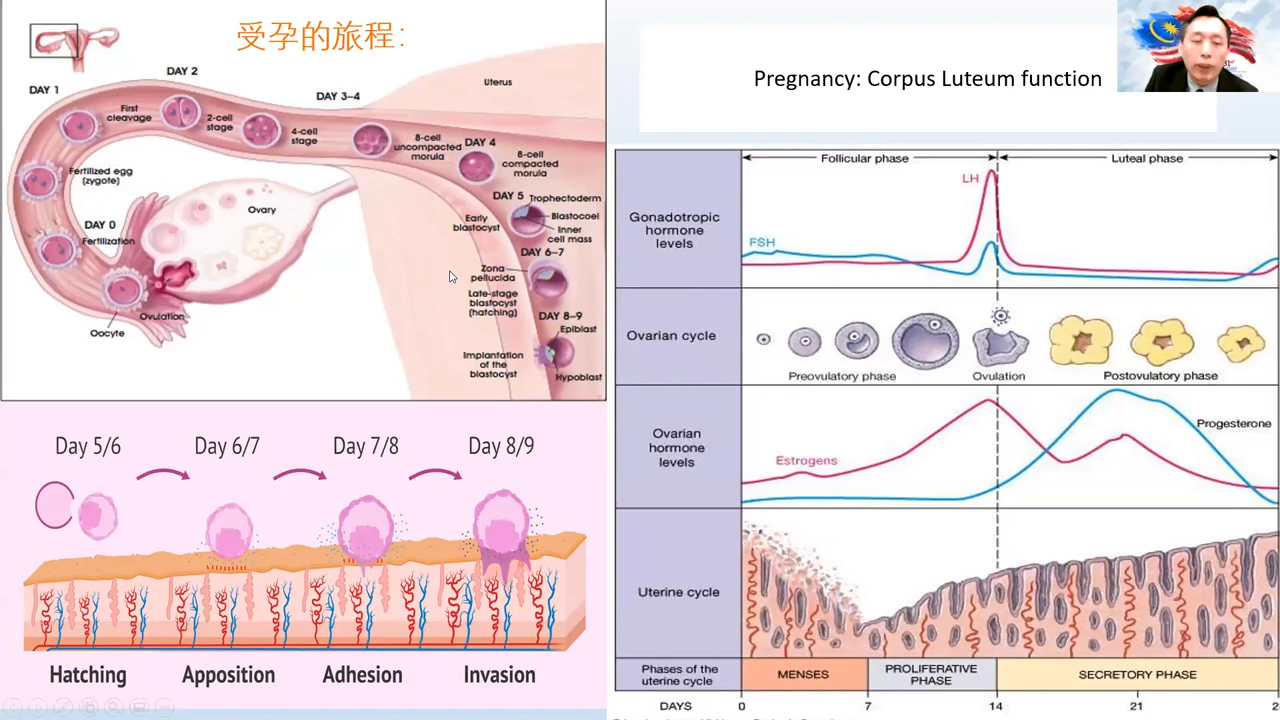 受孕的旅程:
DAY 2
DAY 1
DAY 3–4
Uterus
First
cleavage
2-cell
stage
4-cell
stage
8-cell
uncompacted
morula
DAY 4
8-cell
compacted
morula
Fertilized egg
(zygote)
DAY 5
Trophectoderm
Ovary
Early
blastocyst
Blastocoel
Inner
cell mass
DAY 0
Fertilization
DAY 6–7
Zona
pellucida
Late-stage
blastocyst
(hatching)
DAY 8–9
Ovulation
Oocyte
Epiblast
Implantation
of the
blastocyst
Hypoblast
Day 5/6
Day 6/7
Day 7/8
Day 8/9
Hatching
Apposition
Adhesion
Invasion
Pregnancy: Corpus Luteum function
Follicular phase
Luteal phase
Gonadotropic
hormone
levels
LH
FSH
Ovarian cycle
Preovulatory phase
Ovulation
Postovulatory phase
Ovarian
hormone
levels
Progesterone
Estrogens
Uterine cycle
Phases of the
uterine cycle
MENSES
PROLIFERATIVE
PHASE
SECRETORY PHASE
DAYS
0
7
14
21